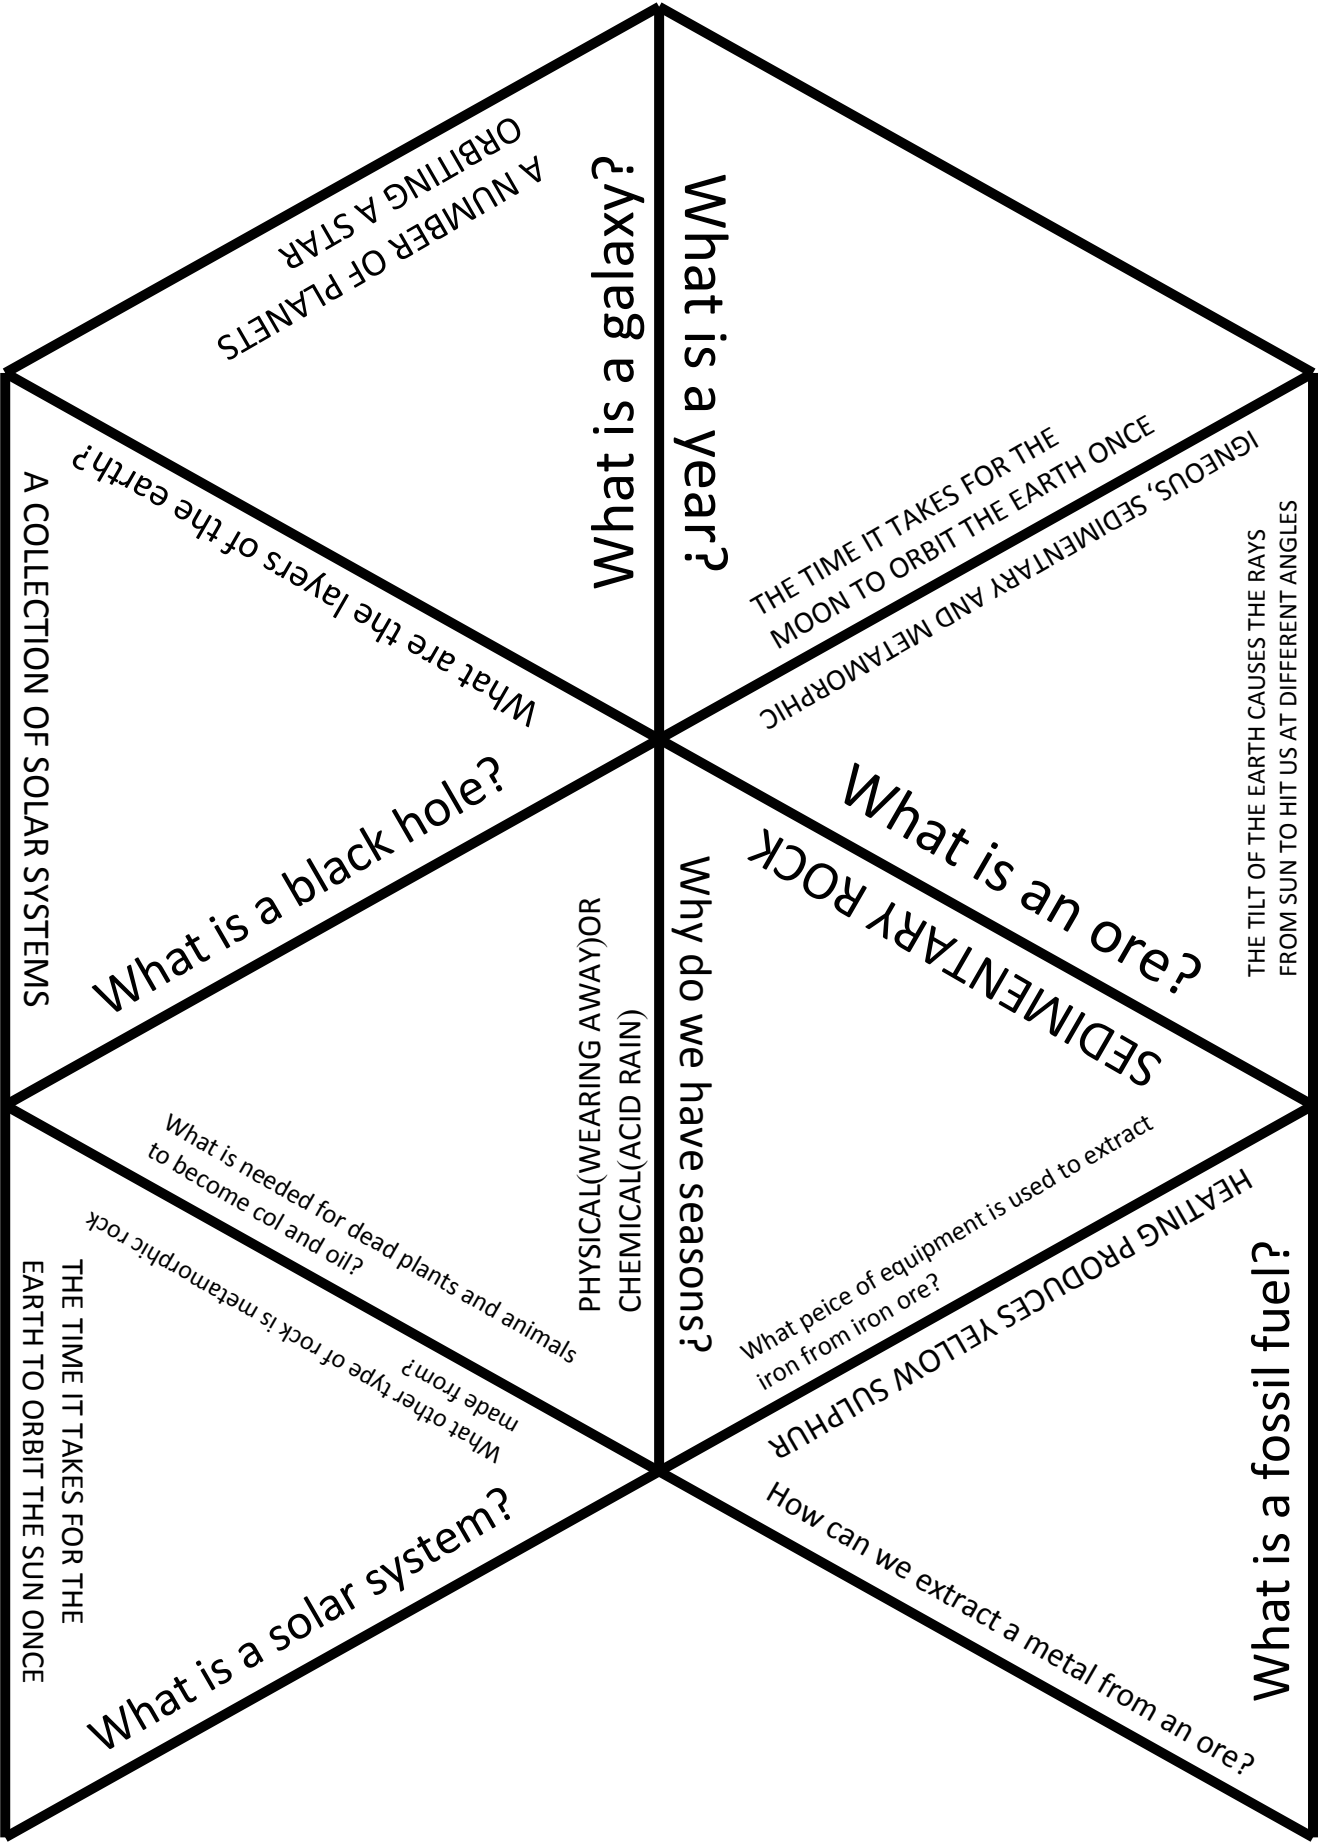 A NUMBER OF PLANETS
ORBITING A STAR
What is a galaxy?
What is a year?
THE TIME IT TAKES FOR THE
MOON TO ORBIT THE EARTH ONCE
What are the layers of the earth?
A COLLECTION OF SOLAR SYSTEMS
What is a black hole?
IGNEOUS, SEDIMENTARY AND METAMORPHIC
THE TILT OF THE EARTH CAUSES THE RAYS
FROM SUN TO HIT US AT DIFFERENT ANGLES
What is an ore?
PHYSICAL(WEARING AWAY)OR
CHEMICAL(ACID RAIN)
What is needed for dead plants and animals
to become col and oil?
SEDIMENTARY ROCK
Why do we have seasons?
What peice of equipment is used to extract
iron from iron ore?
What other type of rock is metamorphic rock
made from?
THE TIME IT TAKES FOR THE
EARTH TO ORBIT THE SUN ONCE
What is a solar system?
HEATING PRODUCES YELLOW SULPHUR
What is a fossil fuel?
How can we extract a metal from an ore?